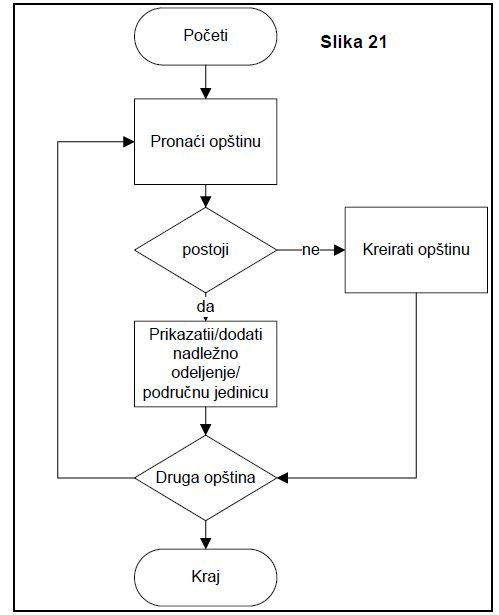 Početi
Slika 21
Pronaći opštinu
postoji
ne
Kreirati opštinu
da
Prikazatii/dodati
nadležno
odeljenje/
područnu jedinicu
Druga opština
Kraj